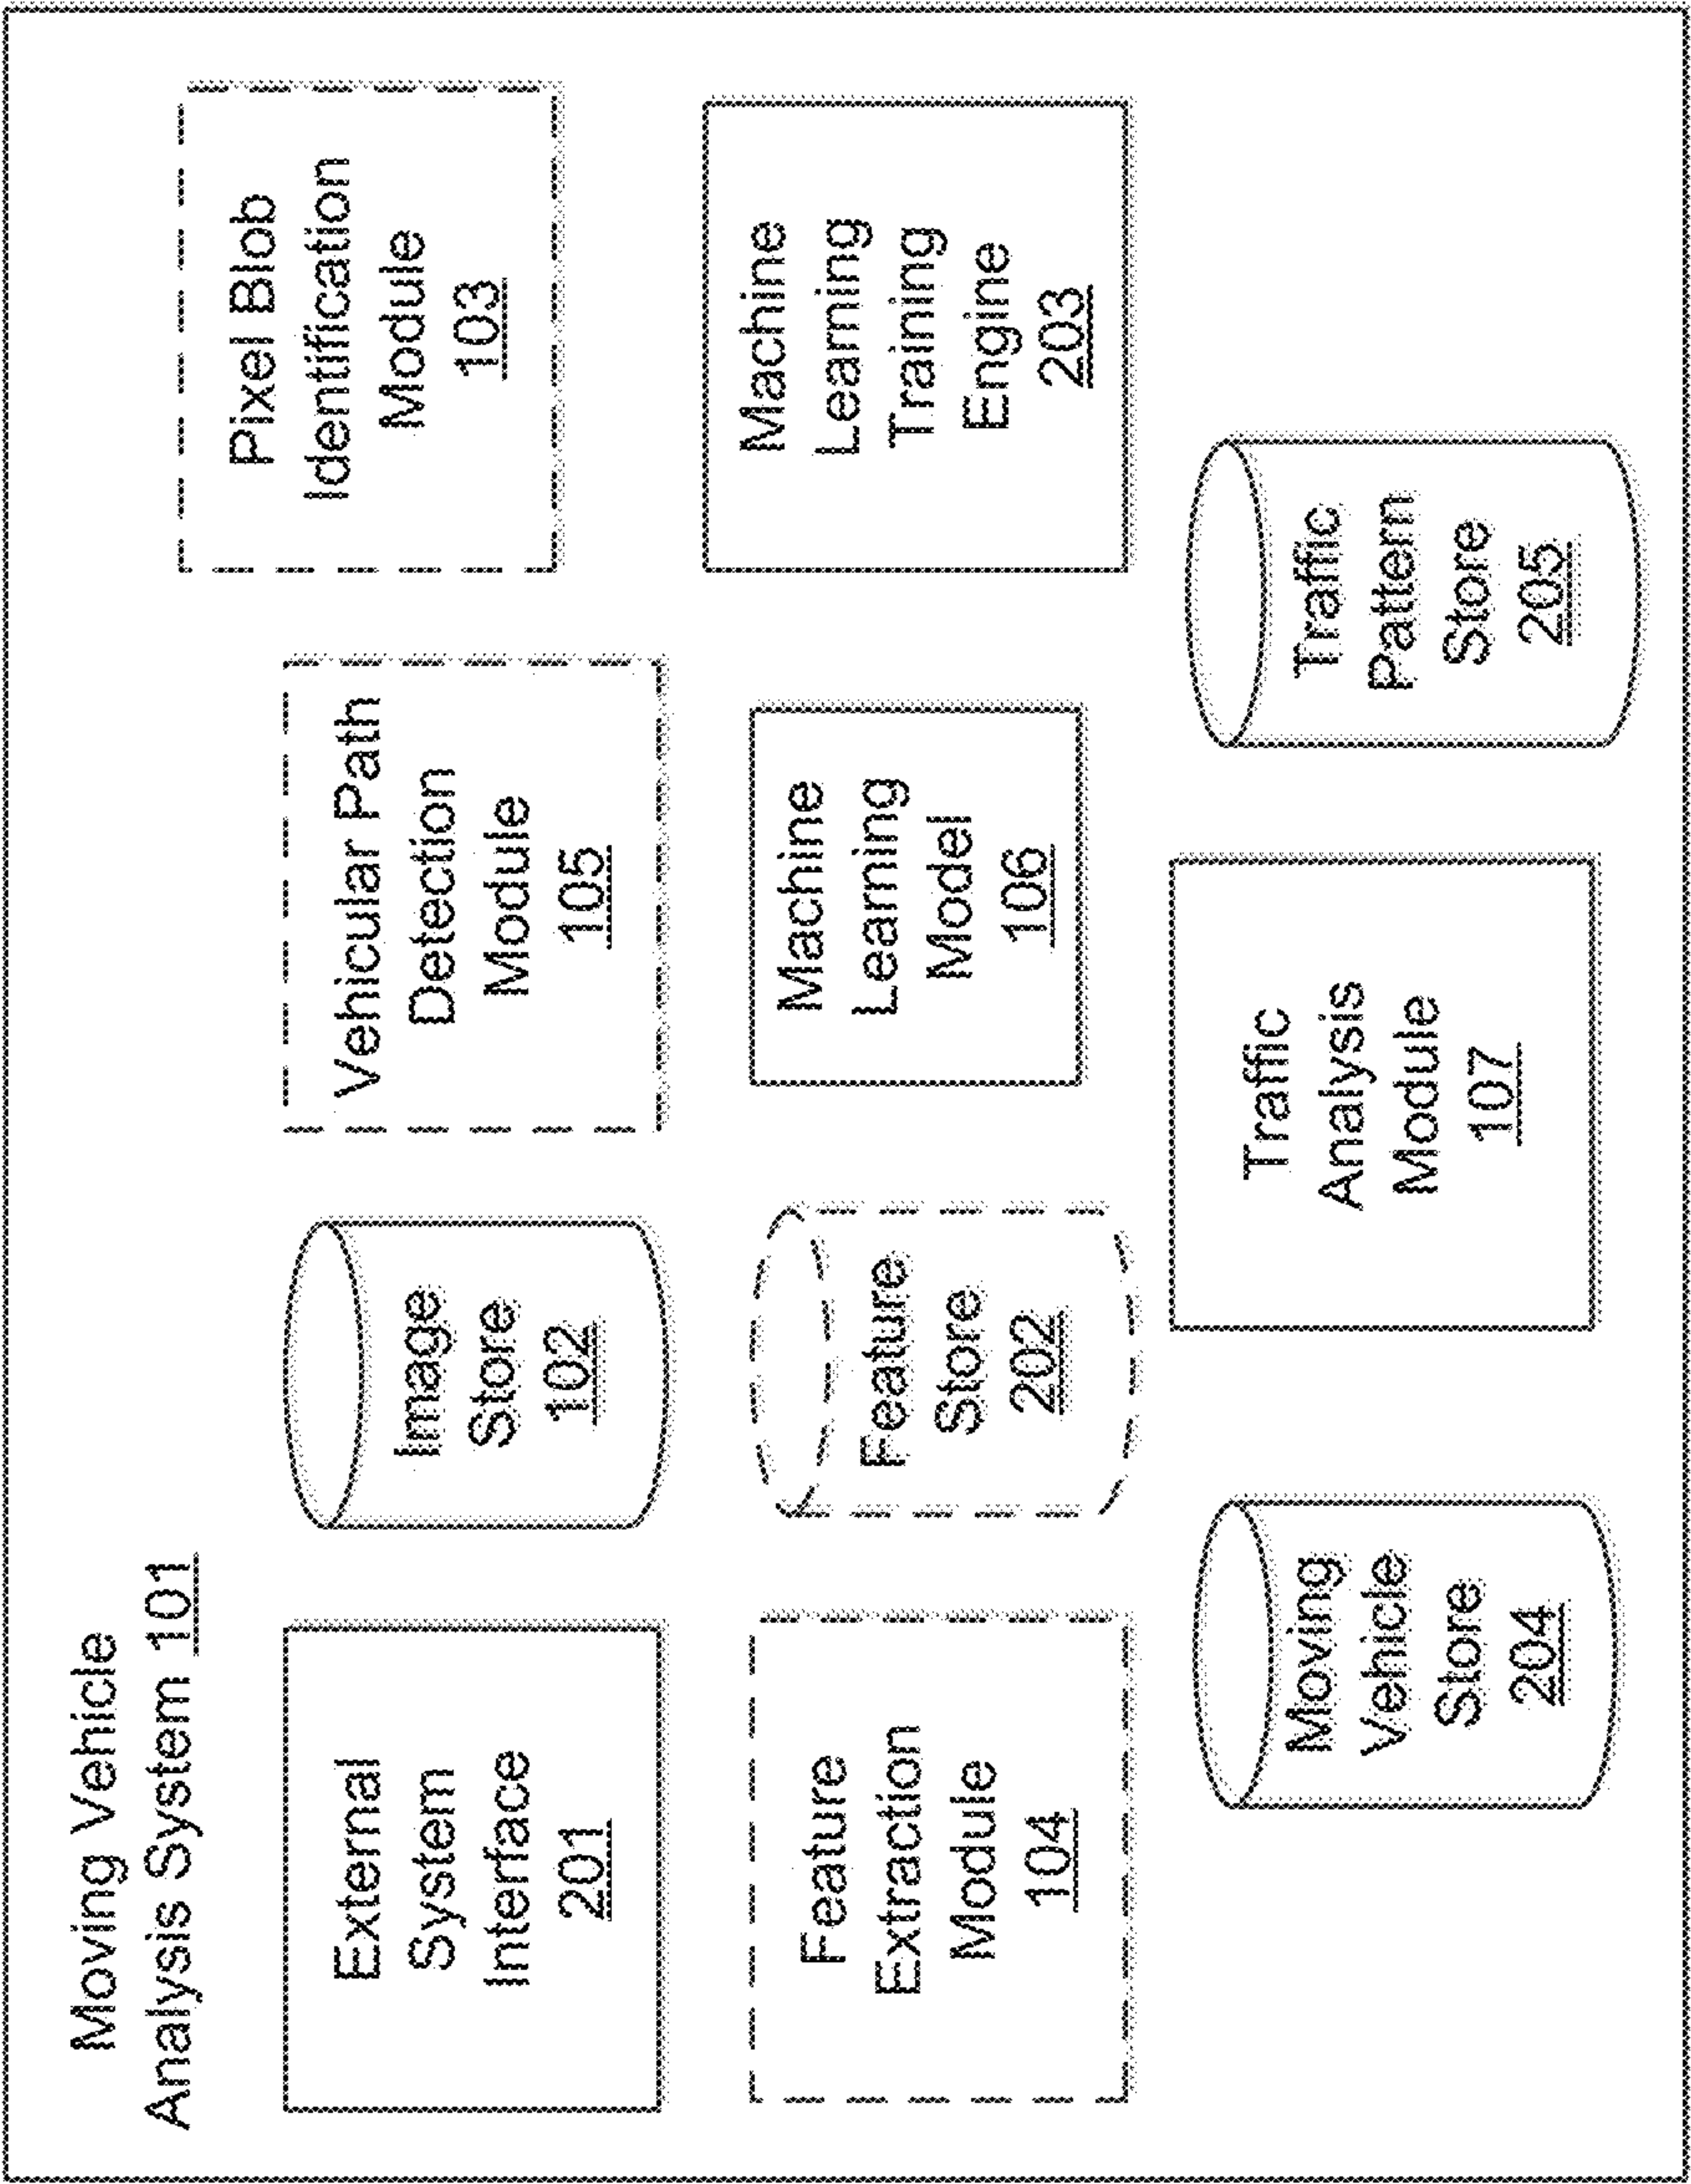 Moving Vehicle
Analysis System 101
External
System
Interface
201
Image
Store
102
Vehicular Path
Detection
Module
105
Pixel Blob
Identification
Module
103
Feature
Extraction
Module
104
Feature
Store
202
Machine
Learning
Model
106
Machine
Learning
Training
Engine
203
Moving
Vehicle
Store
204
Traffic
Analysis
Module
107
Traffic
Pattern
Store
205